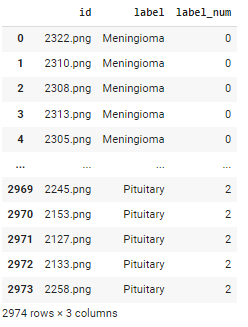 id label label_num
0 2322.png Meningioma 0
1 2310.png Meningioma 0
2 2308.png Meningioma 0
3 2313.png Meningioma 0
4 2305.png Meningioma 0
... ... ... ...
2969 2245.png Pituitary 2
2970 2153.png Pituitary 2
2971 2127.png Pituitary 2
2972 2133.png Pituitary 2
2973 2258.png Pituitary 2
2974 rows × 3 columns